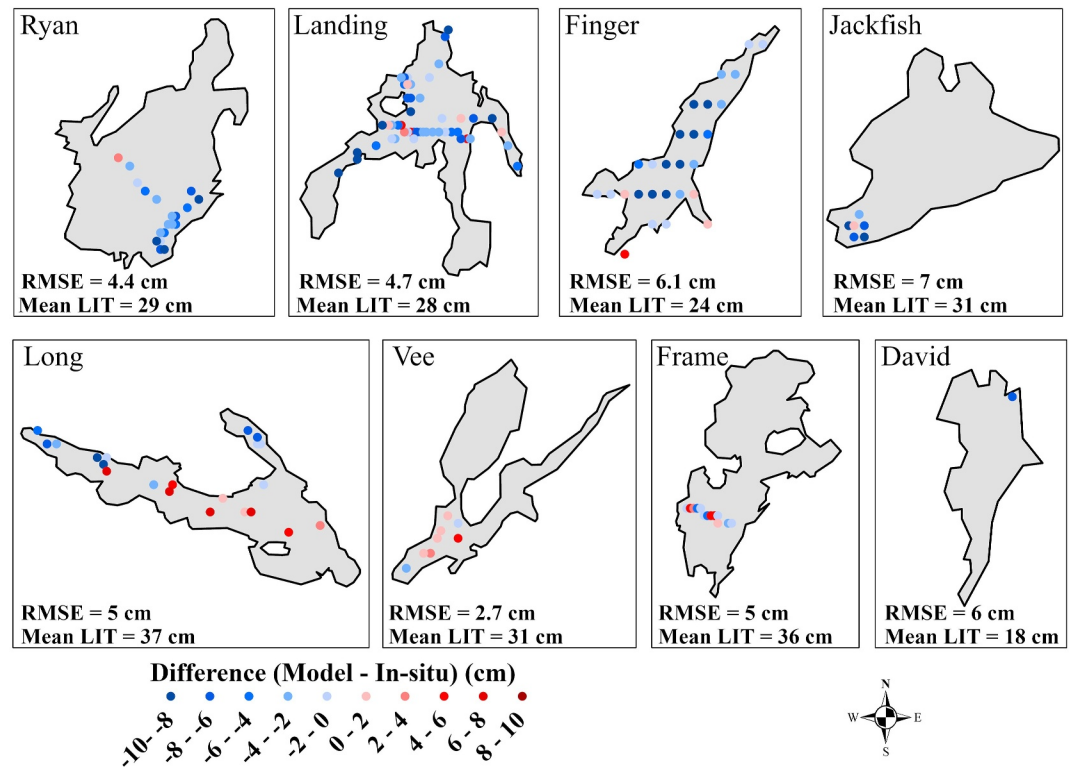 Ryan
RMSE = 4.4 cm
Mean LIT = 29 cm
Landing
RMSE = 4.7 cm
Mean LIT = 28 cm
Finger
RMSE = 6.1 cm
Mean LIT = 24 cm
Jackfish
RMSE = 7 cm
Mean LIT = 31 cm
Long
RMSE = 5 cm
Mean LIT = 37 cm
Vee
RMSE = 2.7 cm
Mean LIT = 31 cm
Frame
RMSE = 5 cm
Mean LIT = 36 cm
David
RMSE = 6 cm
Mean LIT = 18 cm
Difference (Model - In-situ) (cm)
-10- -8
-8 - -6
-6 - -4
-4 - -2
-2 - 0
0 - 2
2 - 4
4 - 6
6 - 8
8 - 10
N
W E
S